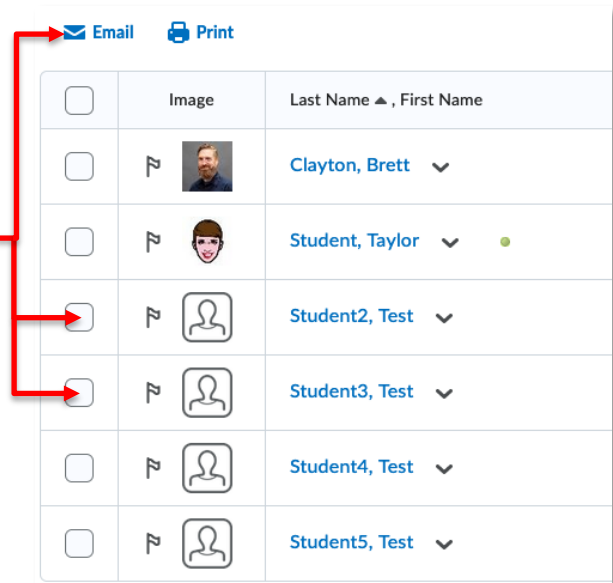 Email Print
Image Last Name , First Name
Clayton, Brett
Student, Taylor
Student2, Test
Student3, Test
Student4, Test
Student5, Test